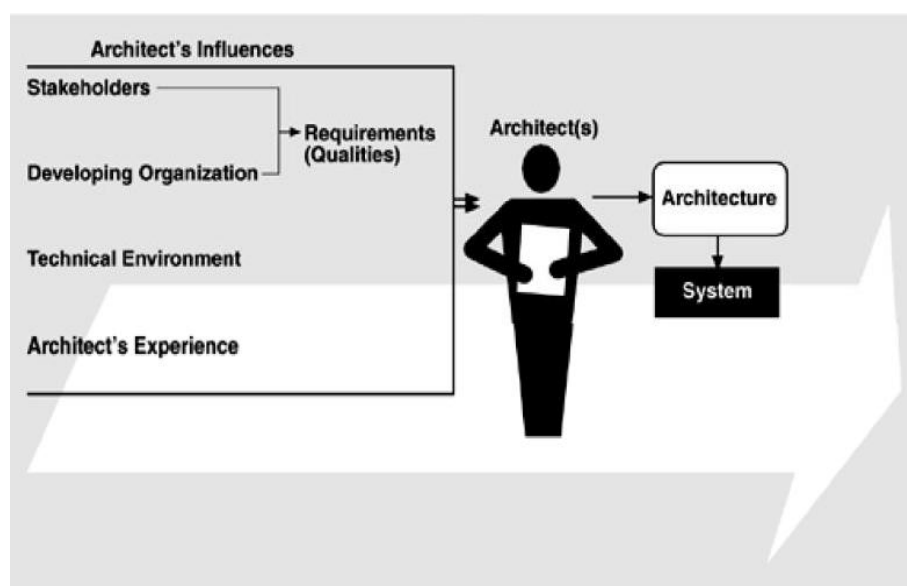 Architect's Influences
Stakeholders
Requirements
(Qualities)
Developing Organization
Technical Environment
Architect's Experience
Architect(s)
Architecture
System